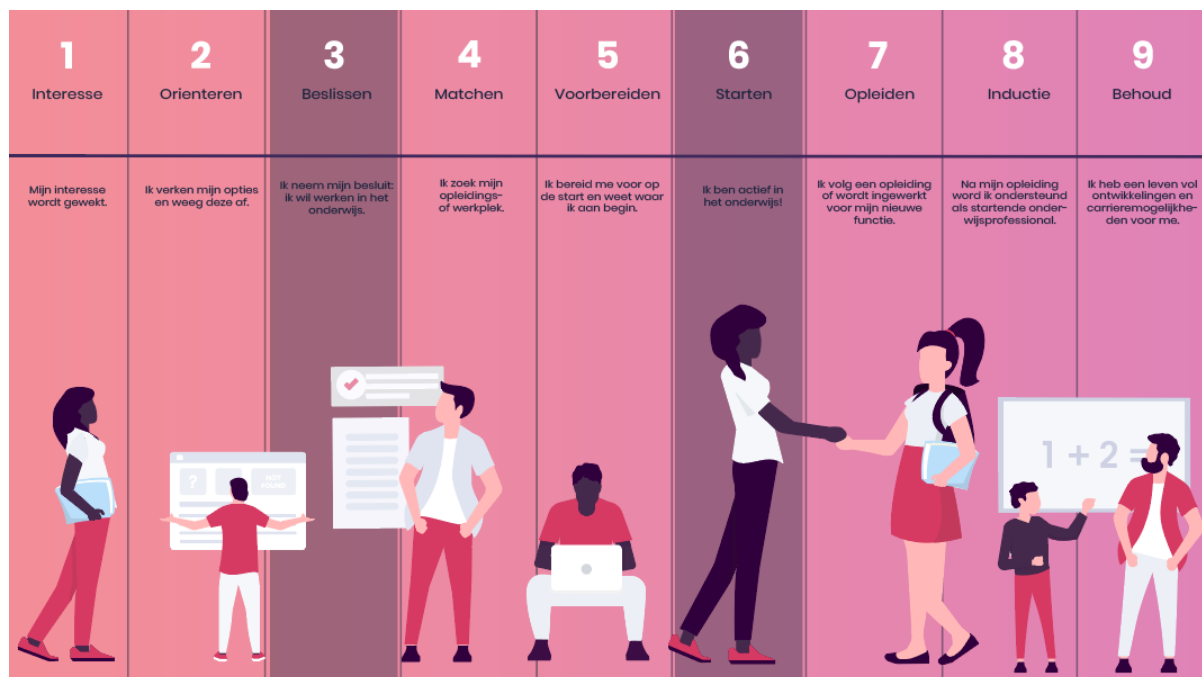 1
Interesse
Mijn interesse
wordt gewekt.
2
Orienteren
Ik verken mijn opties
en weeg deze af.
3
Beslissen
Ik neem mijn besluit:
ik wil werken in het
onderwijs.
4
Matchen
Ik zoek mijn
opleidings-
of werkplek.
5
Voorbereiden
Ik bereid me voor op
de start en weet waar
ik aan begin.
6
Starten
Ik ben actief in
het onderwijs!
7
Opleiden
Ik volg een opleiding
of wordt ingewerkt
voor mijn nieuwe
functie.
8
Inductie
Na mijn opleiding
word ik ondersteund
als startende onder-
wijsprofessional.
9
Behoud
Ik heb een leven vol
ontwikkelingen en
carrieremogelijkhe-
den voor me.
?
NOT
FOUND
1 + 2 =